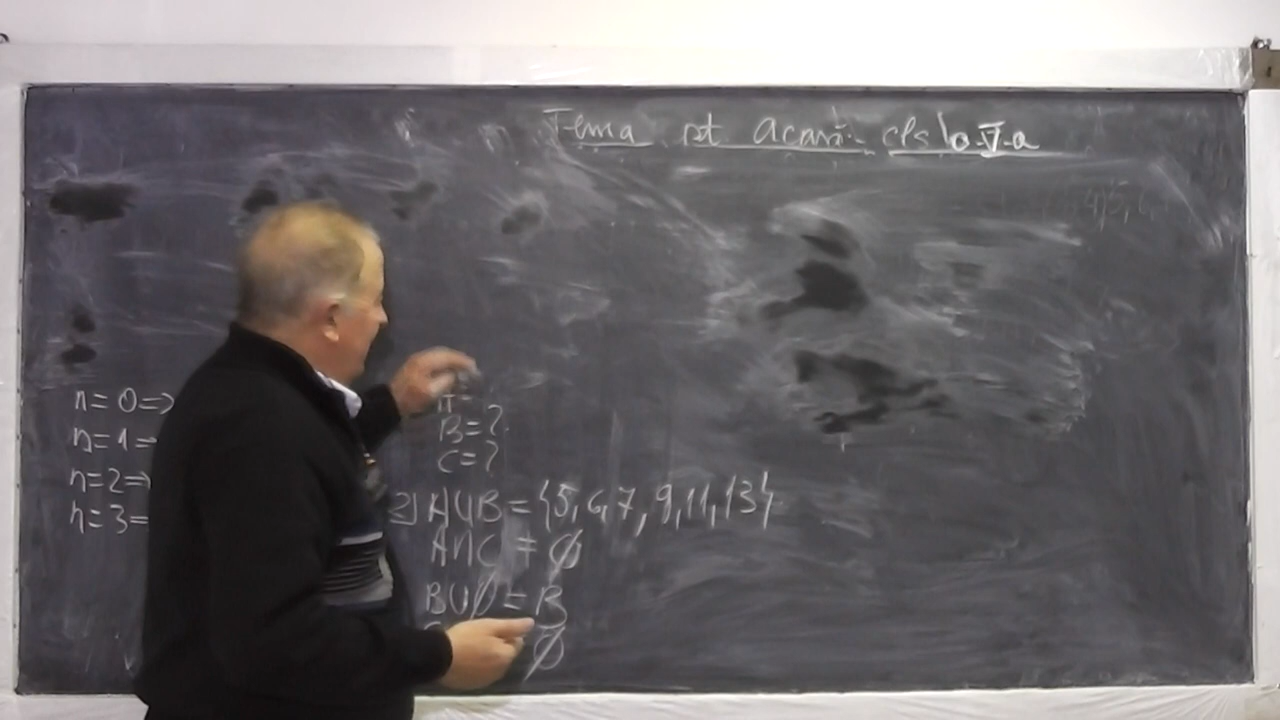 Tema pt acasă cls a V-a
n=0=>
n=1=
n=2=>
n=3=
B=?
C=?
2) A∪B={5,6,7,9,11,13}
A∩C=∅
B∪∅=B
∅